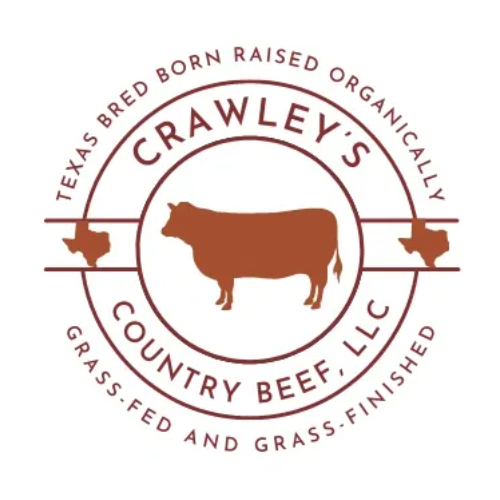 TEXAS BRED BORN RAISED ORGANICALLY
CRAWLEY'S
COUNTRY BEEF, LLC
GRASS-FED AND GRASS-FINISHED